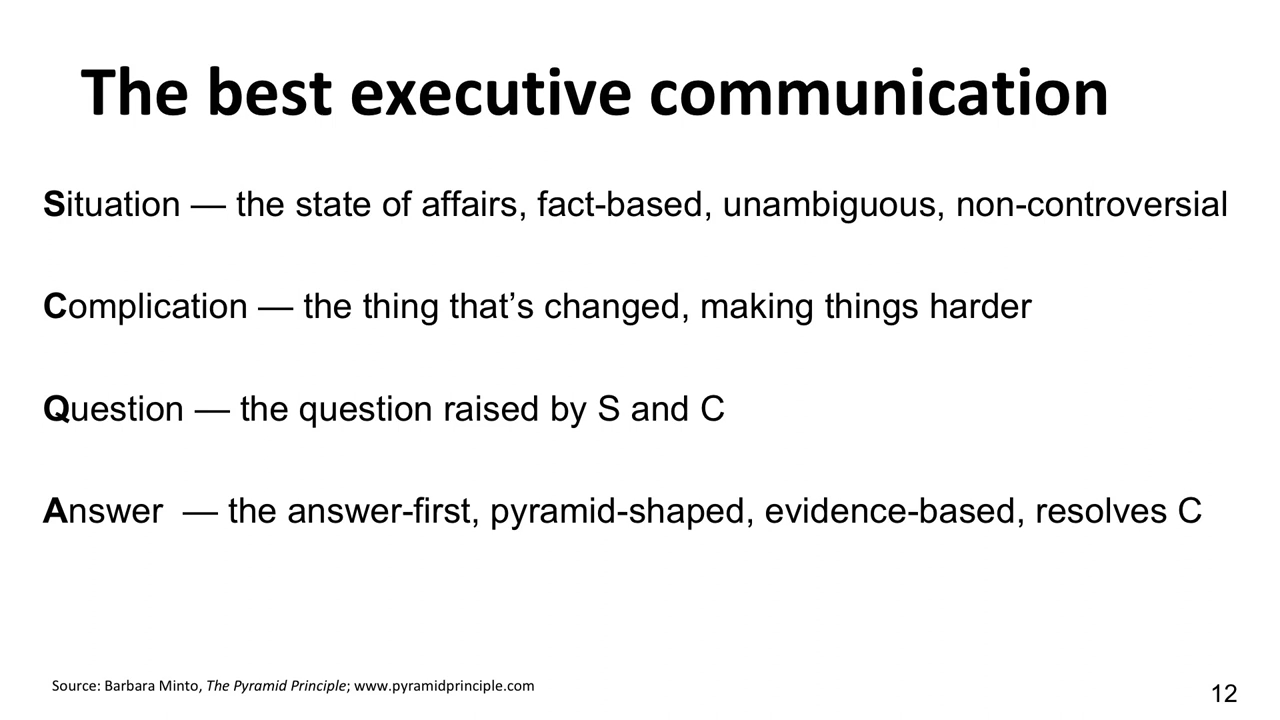 The best executive communication
Situation — the state of affairs, fact-based, unambiguous, non-controversial
Complication — the thing that’s changed, making things harder
Question — the question raised by S and C
Answer  — the answer-first, pyramid-shaped, evidence-based, resolves C
Source: Barbara Minto, The Pyramid Principle; www.pyramidprinciple.com
12